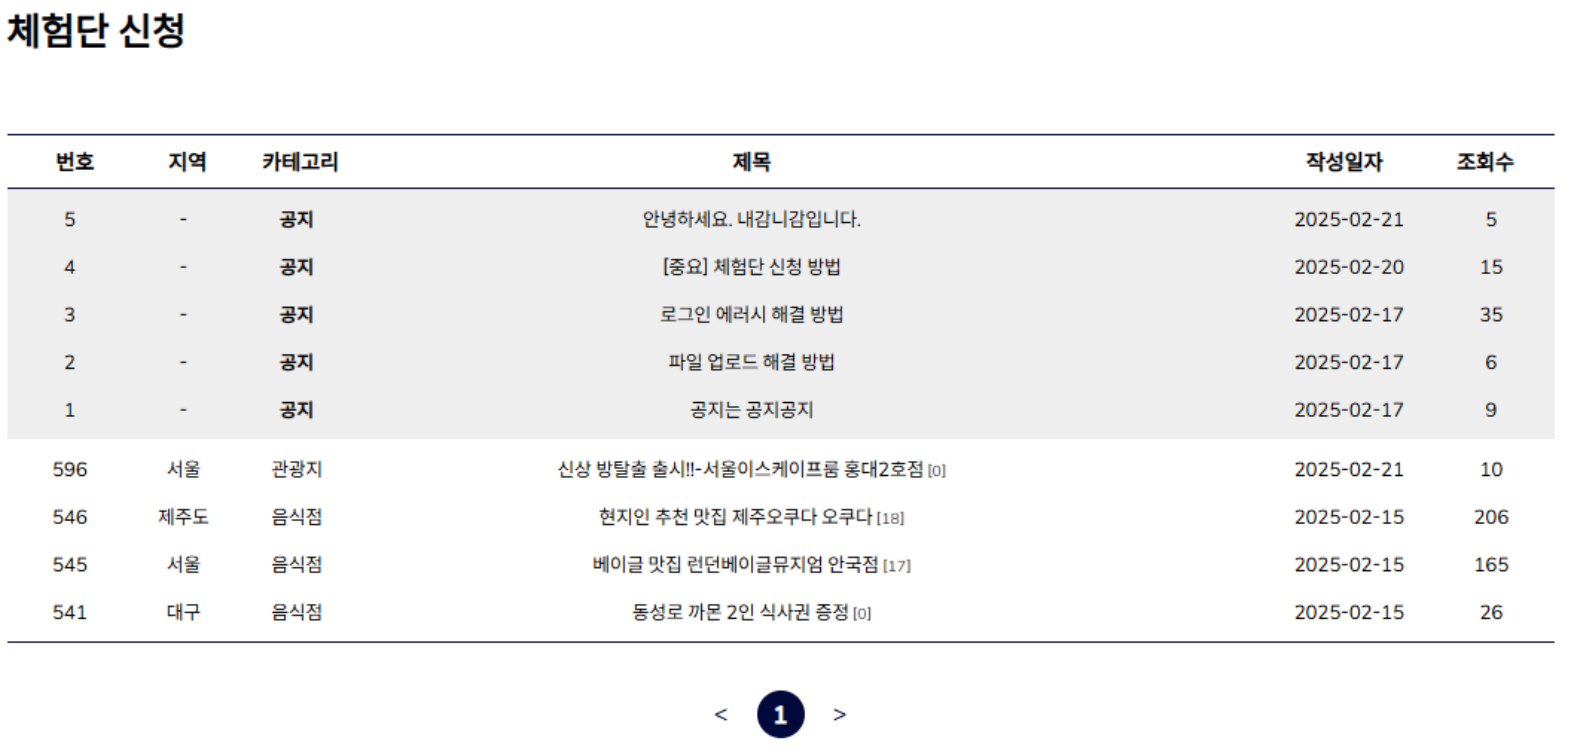 체험단 신청
번호 지역 카테고리 제목 작성일자 조회수
5 - 공지 안녕하세요. 내감니감입니다. 2025-02-21 5
4 - 공지 [중요] 체험단 신청 방법 2025-02-20 15
3 - 공지 로그인 에러시 해결 방법 2025-02-17 35
2 - 공지 파일 업로드 해결 방법 2025-02-17 6
1 - 공지 공지는 공지공지 2025-02-17 9
596 서울 관광지 신상 방탈출 출시!!-서울이스케이프룸 홍대2호점 [0] 2025-02-21 10
546 제주도 음식점 현지인 추천 맛집 제주오쿠다 오쿠다 [18] 2025-02-15 206
545 서울 음식점 베이글 맛집 런던베이글뮤지엄 안국점 [17] 2025-02-15 165
541 대구 음식점 동성로 까몬 2인 식사권 증정 [0] 2025-02-15 26
< 1 >